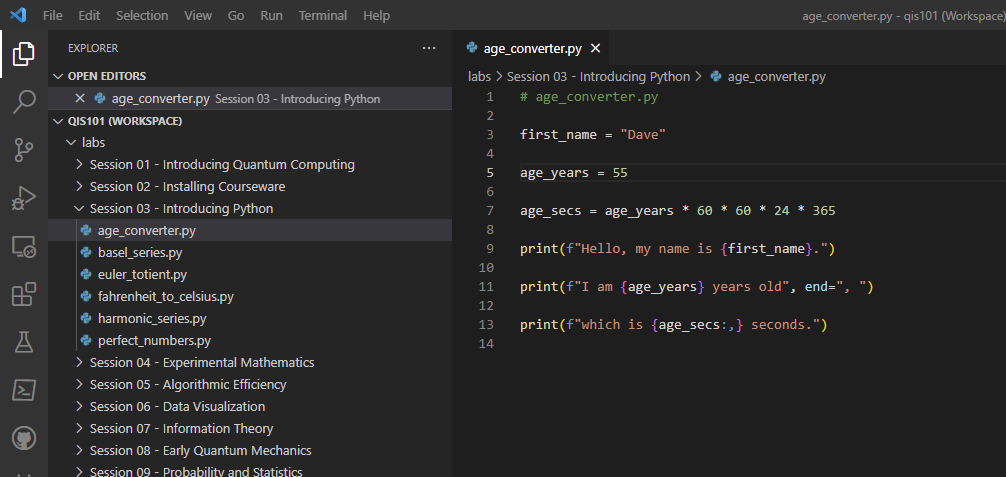 File Edit Selection View Go Run Terminal Help
age_converter.py - qis101 (Workspace)
EXPLORER
OPEN EDITORS
age_converter.py Session 03 - Introducing Python
QIS101 (WORKSPACE)
labs
Session 01 - Introducing Quantum Computing
Session 02 - Installing Courseware
Session 03 - Introducing Python
age_converter.py
basel_series.py
euler_totient.py
fahrenheit_to_celsius.py
harmonic_series.py
perfect_numbers.py
Session 04 - Experimental Mathematics
Session 05 - Algorithmic Efficiency
Session 06 - Data Visualization
Session 07 - Information Theory
Session 08 - Early Quantum Mechanics
Session 09 - Probability and Statistics
age_converter.py
labs > Session 03 - Introducing Python > age_converter.py
1 # age_converter.py
2
3 first_name = "Dave"
4
5 age_years = 55
6
7 age_secs = age_years * 60 * 60 * 24 * 365
8
9 print(f"Hello, my name is {first_name}.")
10
11 print(f"I am {age_years} years old", end=", ")
12
13 print(f"which is {age_secs:,} seconds.")
14